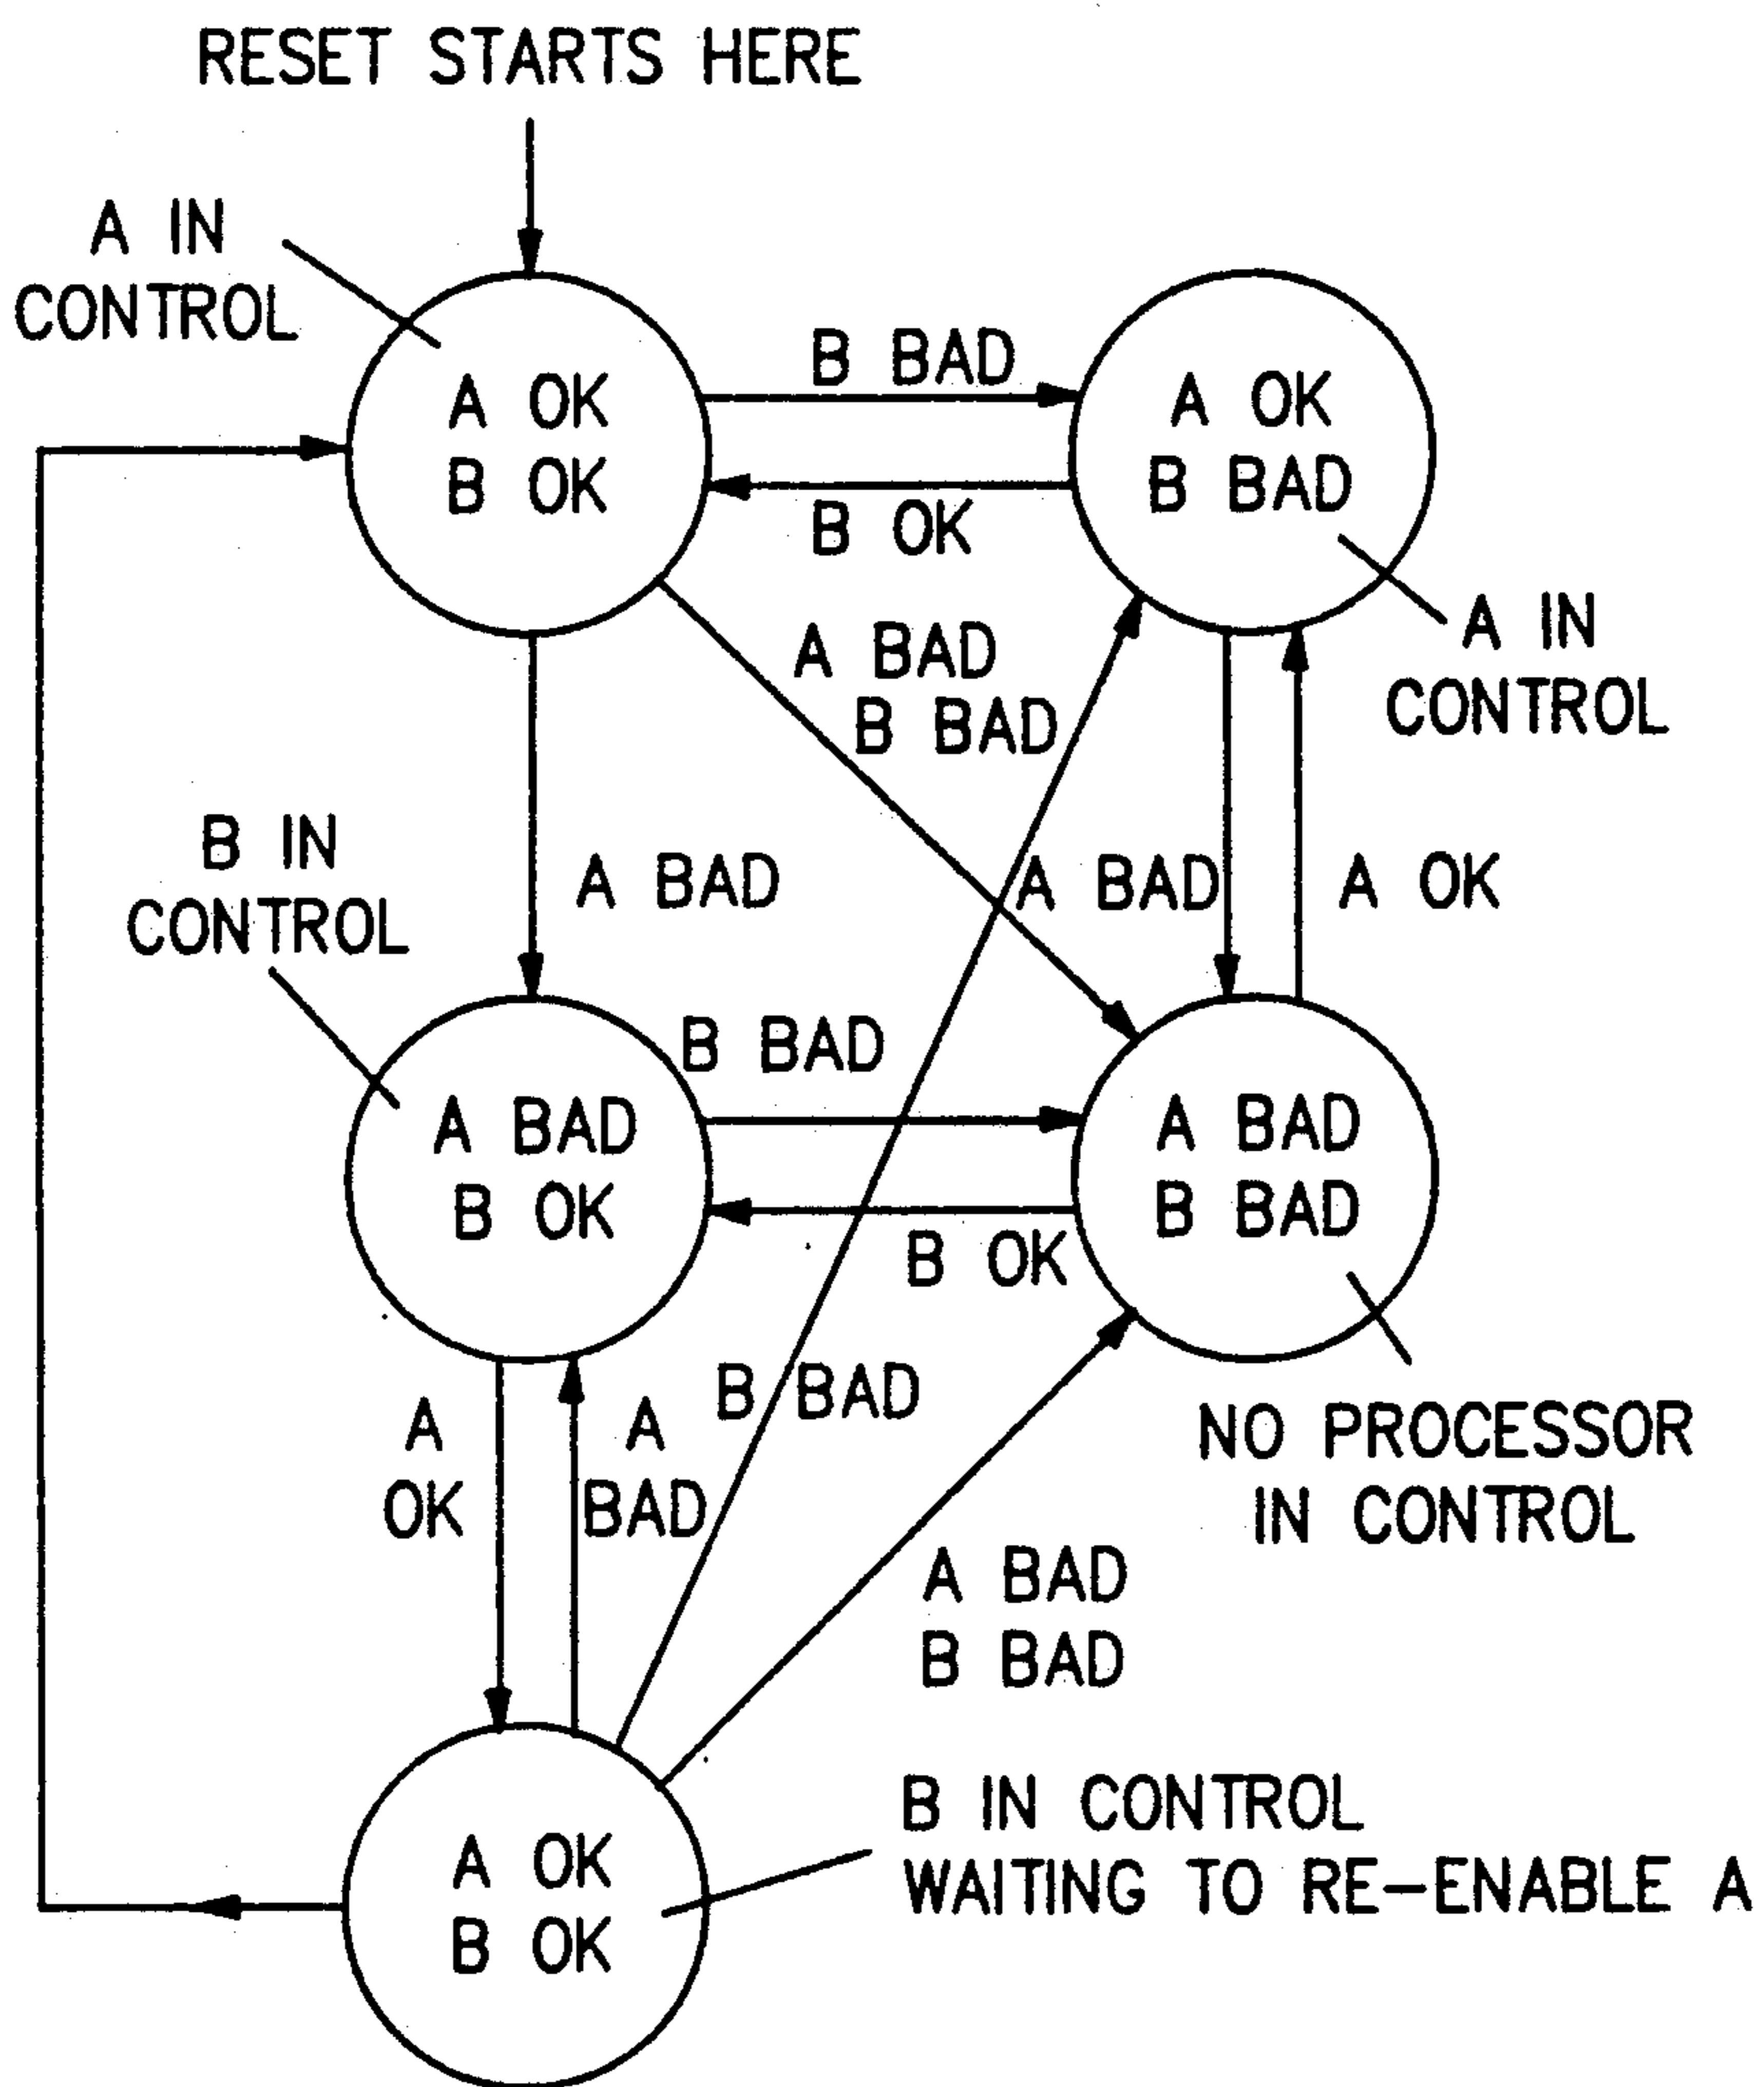 RESET STARTS HERE
A IN
CONTROL
A OK
B OK
B BAD
B OK
A OK
B BAD
A IN
CONTROL
A BAD
B BAD
B IN
CONTROL
A BAD
A BAD
A OK
B BAD
A BAD
B OK
B OK
A BAD
B BAD
A
OK
A
BAD
B BAD
NO PROCESSOR
IN CONTROL
A BAD
B BAD
A OK
B OK
B IN CONTROL
WAITING TO RE-ENABLE A